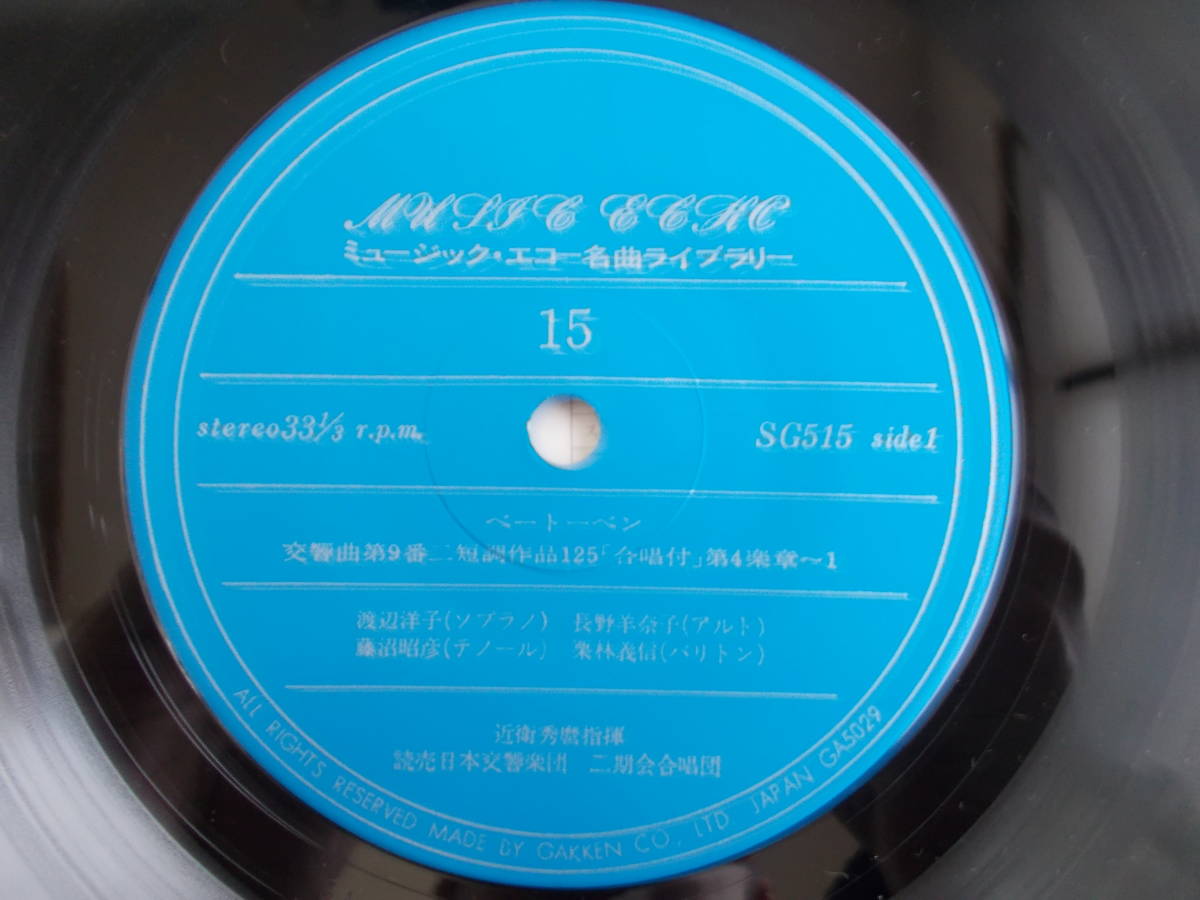 MUSIC ECHO
ミュージック・エコー名曲ライブラリー
15
stereo 33⅓ r.p.m.
SG515 side 1
ベートーベン
交響曲第9番ニ短調作品125「合唱付」第4楽章〜1
渡辺洋子(ソプラノ) 長野羊奈子(アルト)
藤沼昭彦(テノール) 栗林義信(バリトン)
近衛秀麿指揮
読売日本交響楽団 二期会合唱団
ALL RIGHTS RESERVED MADE BY GAKKEN CO., LTD JAPAN GA5029